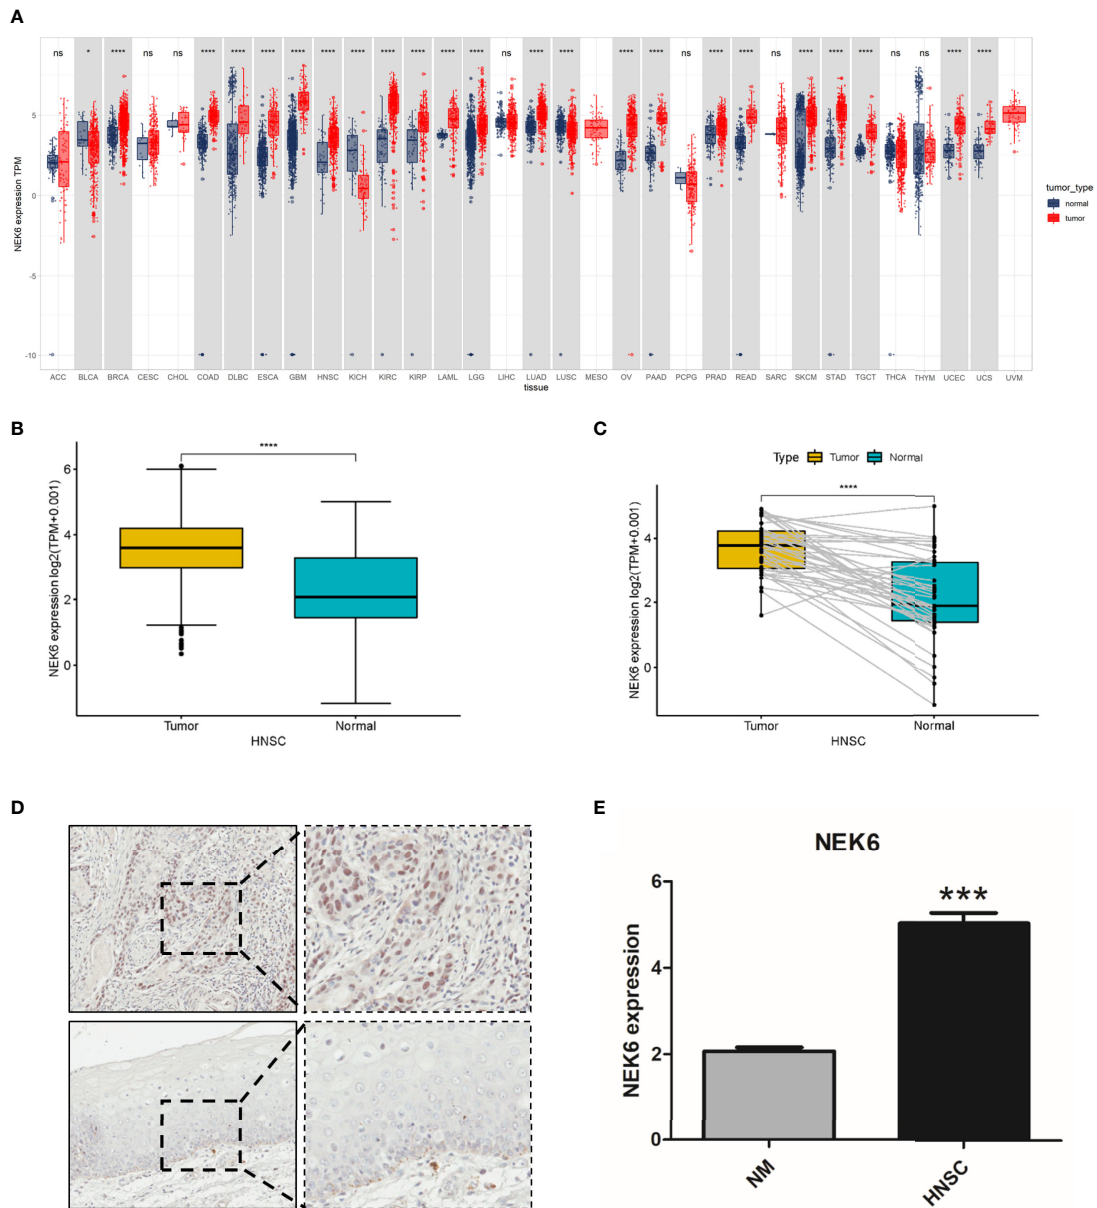 A
ns * **** ns ns **** **** **** **** **** **** **** **** **** **** ns **** **** **** **** ns **** **** ns **** **** **** ns ns **** ****
NEK6 expression TPM
5
0
-5
-10
ACC BLCA BRCA CESC CHOL COAD DLBC ESCA GBM HNSC KICH KIRC KIRP LAML LGG LIHC LUAD LUSC MESO OV PAAD PCPG PRAD READ SARC SKCM STAD TGCT THCA THYM UCEC UCS UVM
tissue
tumor_type
normal
tumor
B
****
NEK6 expression log2(TPM+0.001)
6
4
2
0
Tumor Normal
HNSC
C
Type Tumor Normal
****
NEK6 expression log2(TPM+0.001)
4
2
0
Tumor Normal
HNSC
D
E
NEK6
***
NEK6 expression
6
4
2
0
NM HNSC